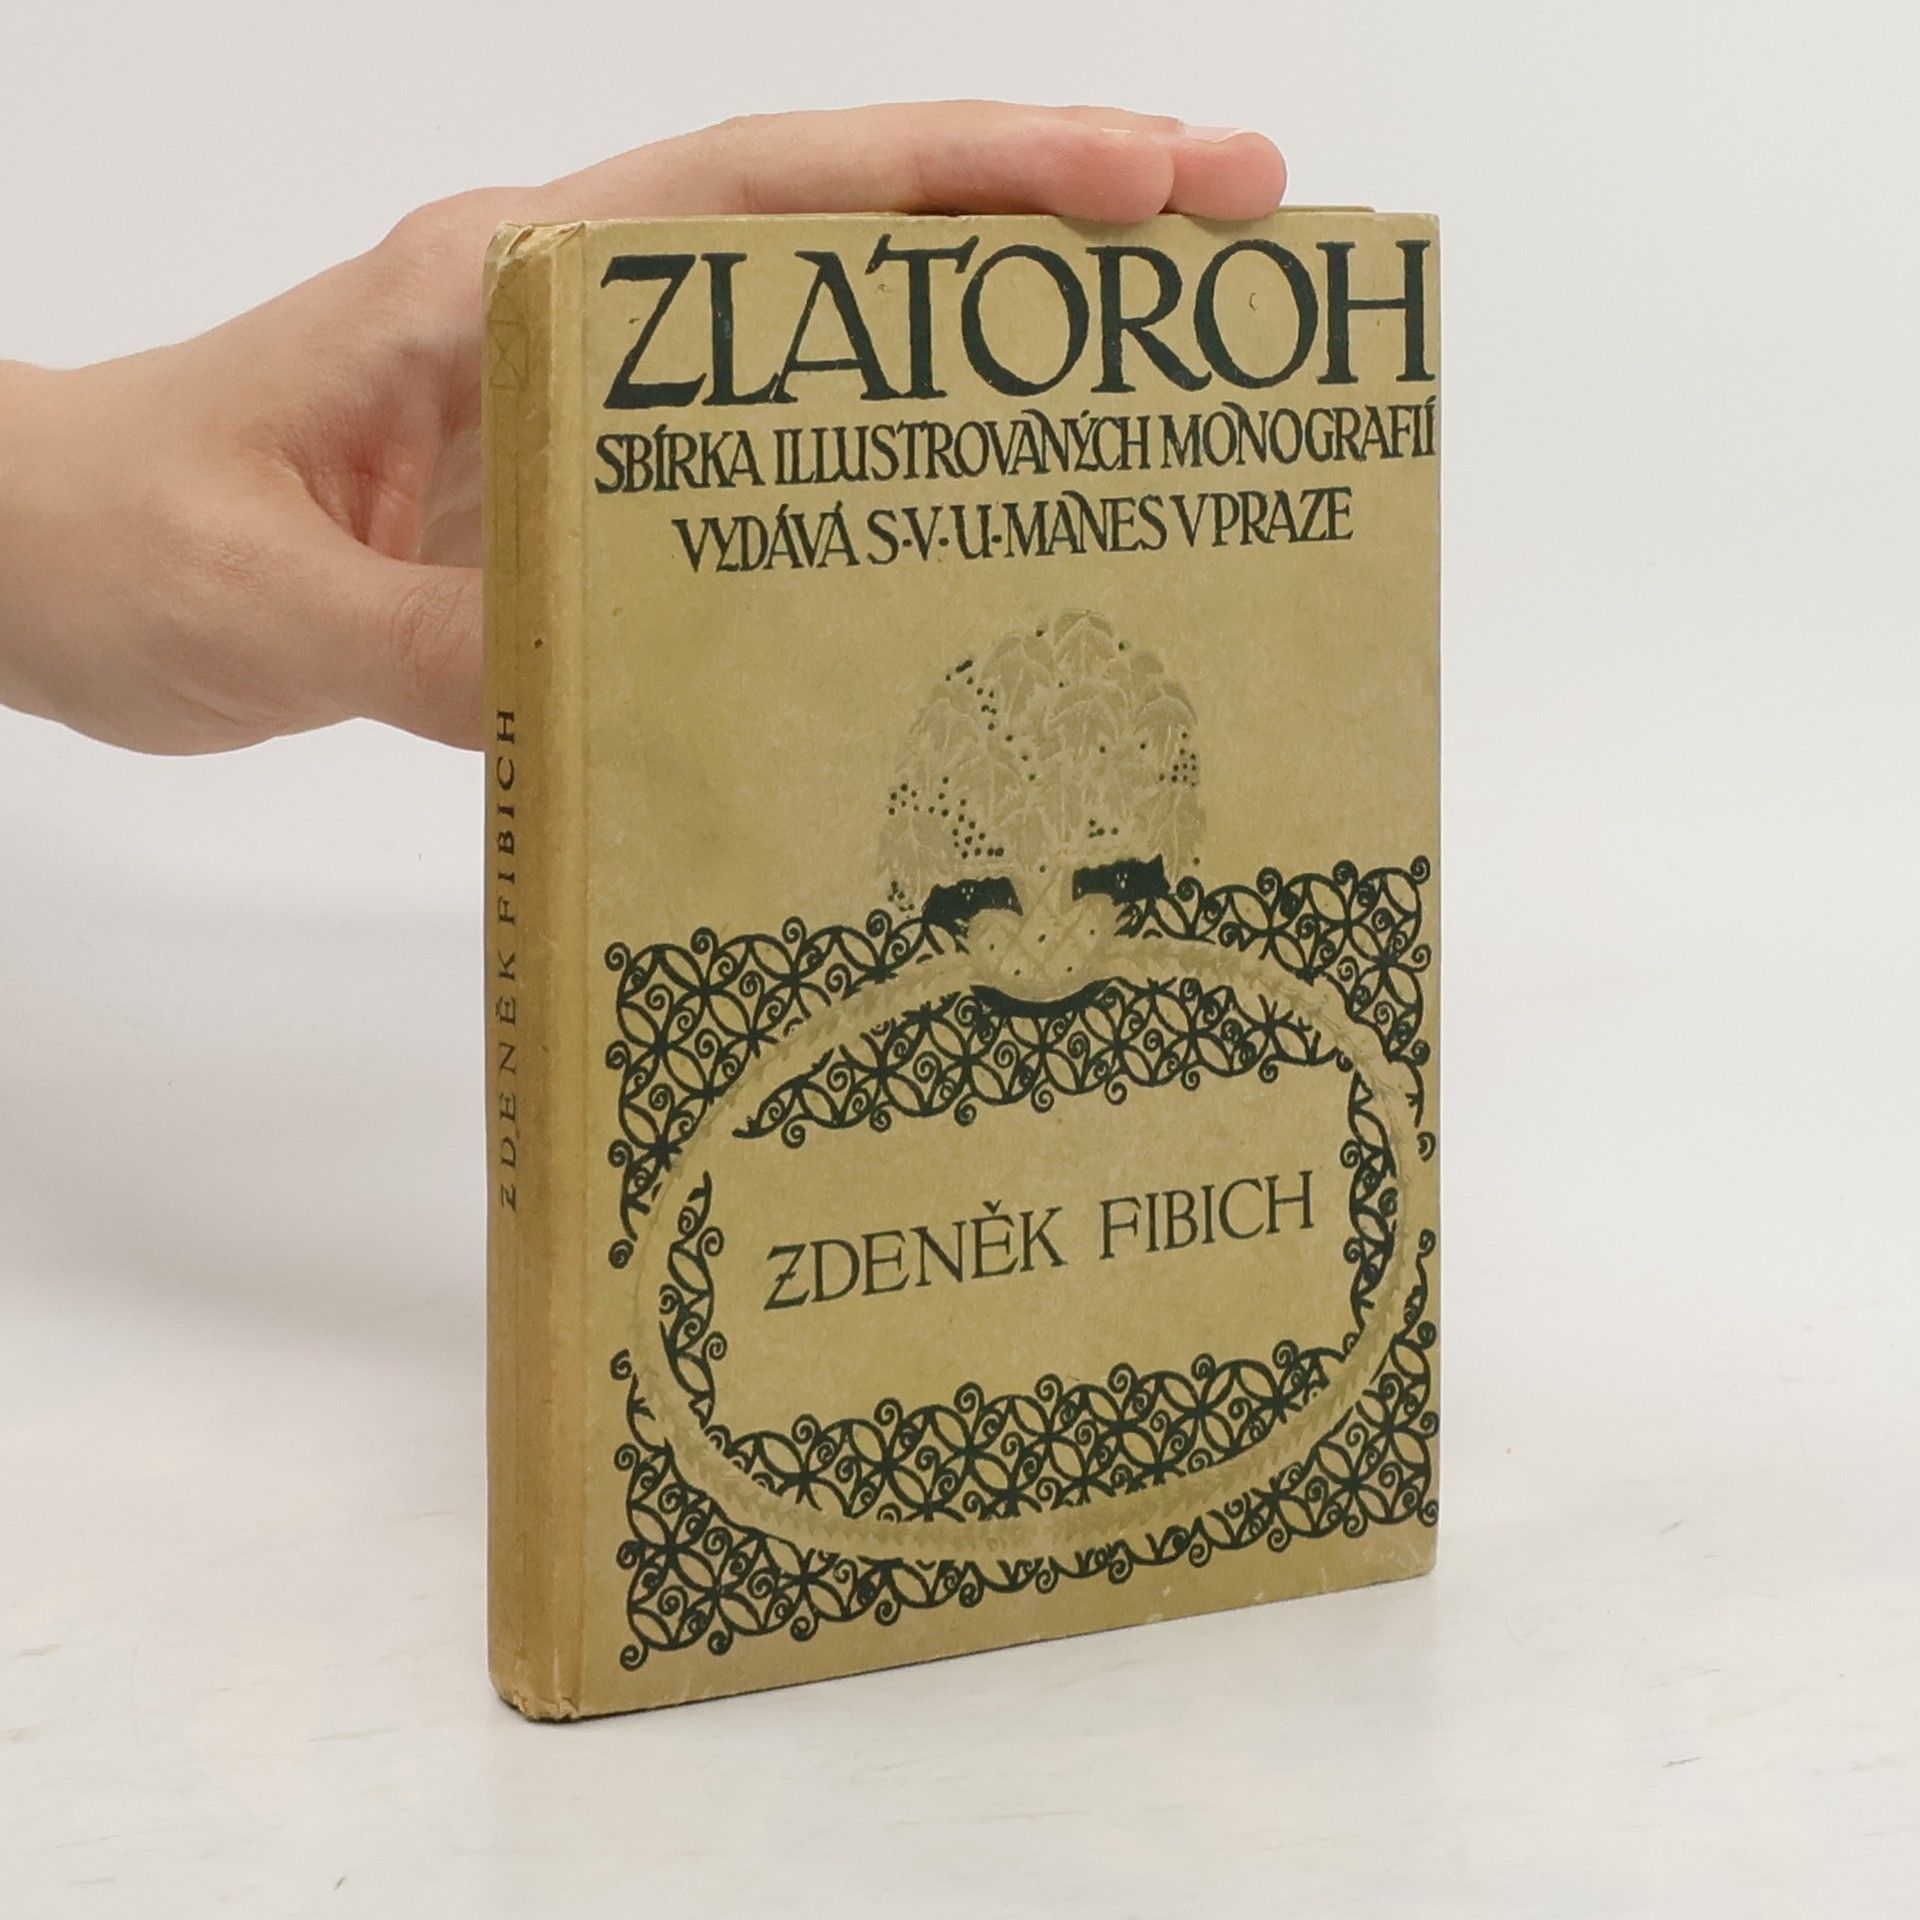 ZLATOROH
SBÍRKA ILLUSTROVANÝCH MONOGRAFIÍ
VYDÁVÁ S·V·U·MANES V PRAZE
ZDENĚK FIBICH
ZDENĚK FIBICH